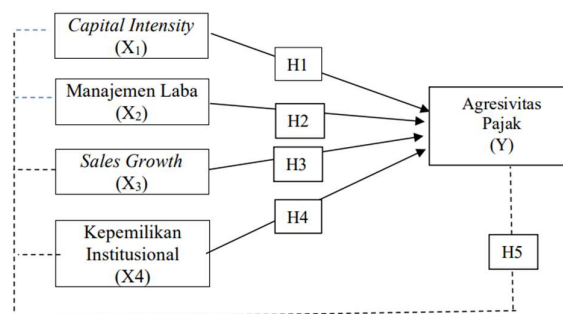 Capital Intensity
(X1)
H1
Manajemen Laba
(X2)
H2
Agresivitas
Pajak
(Y)
Sales Growth
(X3)
H3
Kepemilikan
Institusional
(X4)
H4
H5